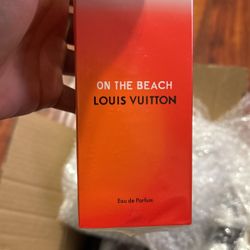 ON THE BEACH
LOUIS VUITTON
Eau de Parfum